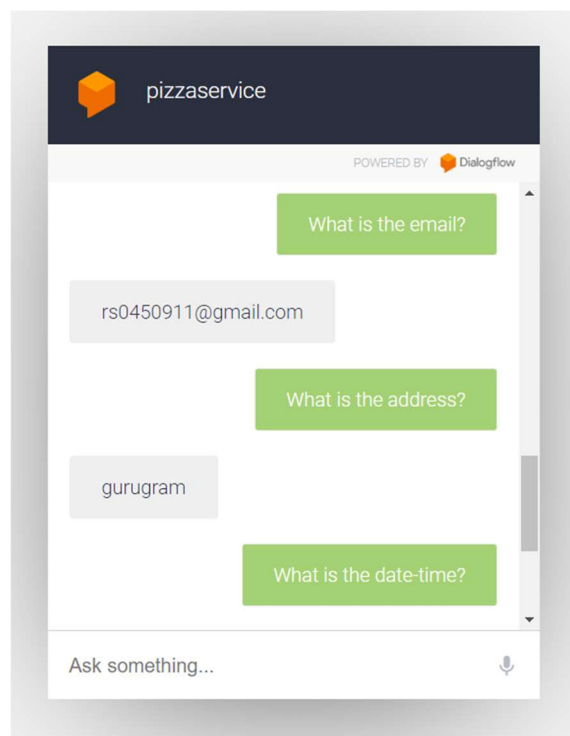 pizzaservice
POWERED BY Dialogflow
What is the email?
rs0450911@gmail.com
What is the address?
gurugram
What is the date-time?
Ask something...